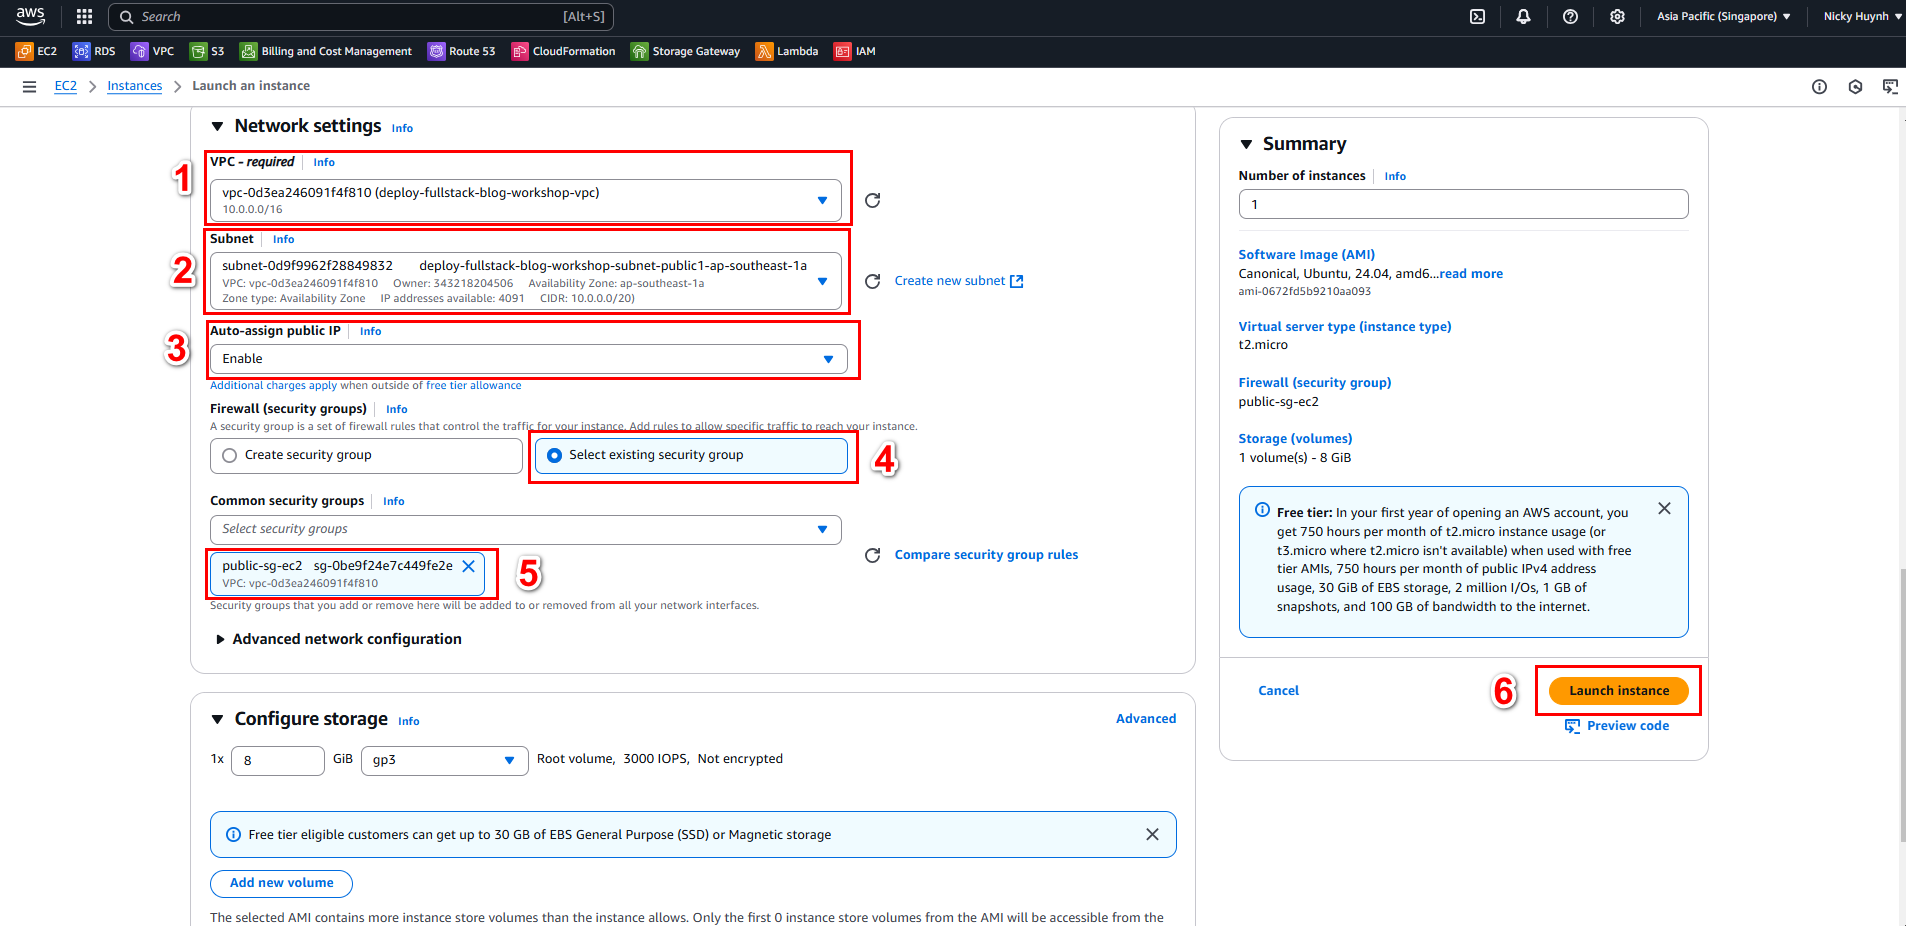 aws
Search [Alt+S]
Asia Pacific (Singapore)
Nicky Huynh
EC2 RDS VPC S3 Billing and Cost Management Route 53 CloudFormation Storage Gateway Lambda IAM
EC2 Instances Launch an instance
Network settings Info
1
VPC - required Info
vpc-0d3ea246091f4f810 (deploy-fullstack-blog-workshop-vpc)
10.0.0.0/16
2
Subnet Info
subnet-0d9f9962f28849832 deploy-fullstack-blog-workshop-subnet-public1-ap-southeast-1a
VPC: vpc-0d3ea246091f4f810 Owner: 343218204506 Availability Zone: ap-southeast-1a
Zone type: Availability Zone IP addresses available: 4091 CIDR: 10.0.0.0/20)
Create new subnet
3
Auto-assign public IP Info
Enable
Additional charges apply when outside of free tier allowance
Firewall (security groups) Info
A security group is a set of firewall rules that control the traffic for your instance. Add rules to allow specific traffic to reach your instance.
Create security group
Select existing security group
4
Common security groups Info
Select security groups
public-sg-ec2 sg-0be9f24e7c449fe2e
VPC: vpc-0d3ea246091f4f810
5
Compare security group rules
Security groups that you add or remove here will be added to or removed from all your network interfaces.
Advanced network configuration
Configure storage Info
Advanced
1x 8 GiB gp3 Root volume, 3000 IOPS, Not encrypted
Free tier eligible customers can get up to 30 GB of EBS General Purpose (SSD) or Magnetic storage
Add new volume
The selected AMI contains more instance store volumes than the instance allows. Only the first 0 instance store volumes from the AMI will be accessible from the
Summary
Number of instances Info
1
Software Image (AMI)
Canonical, Ubuntu, 24.04, amd6...read more
ami-0672fd5b9210aa093
Virtual server type (instance type)
t2.micro
Firewall (security group)
public-sg-ec2
Storage (volumes)
1 volume(s) - 8 GiB
Free tier: In your first year of opening an AWS account, you
get 750 hours per month of t2.micro instance usage (or
t3.micro where t2.micro isn't available) when used with free
tier AMIs, 750 hours per month of public IPv4 address
usage, 30 GiB of EBS storage, 2 million I/Os, 1 GB of
snapshots, and 100 GB of bandwidth to the internet.
Cancel
6
Launch instance
Preview code